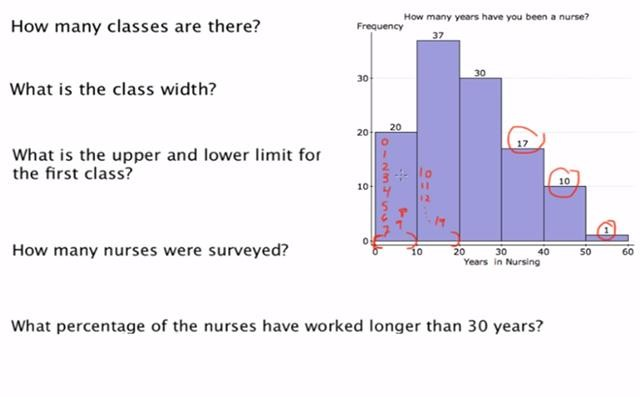 How many classes are there?
What is the class width?
What is the upper and lower limit for
the first class?
How many nurses were surveyed?
What percentage of the nurses have worked longer than 30 years?
How many years have you been a nurse?
Frequency
37
30
30
20
20
17
10
10
1
0
0
1
2
3
4
5
6
7
8
9
10
11
12
19
0 10 20 30 40 50 60
Years in Nursing